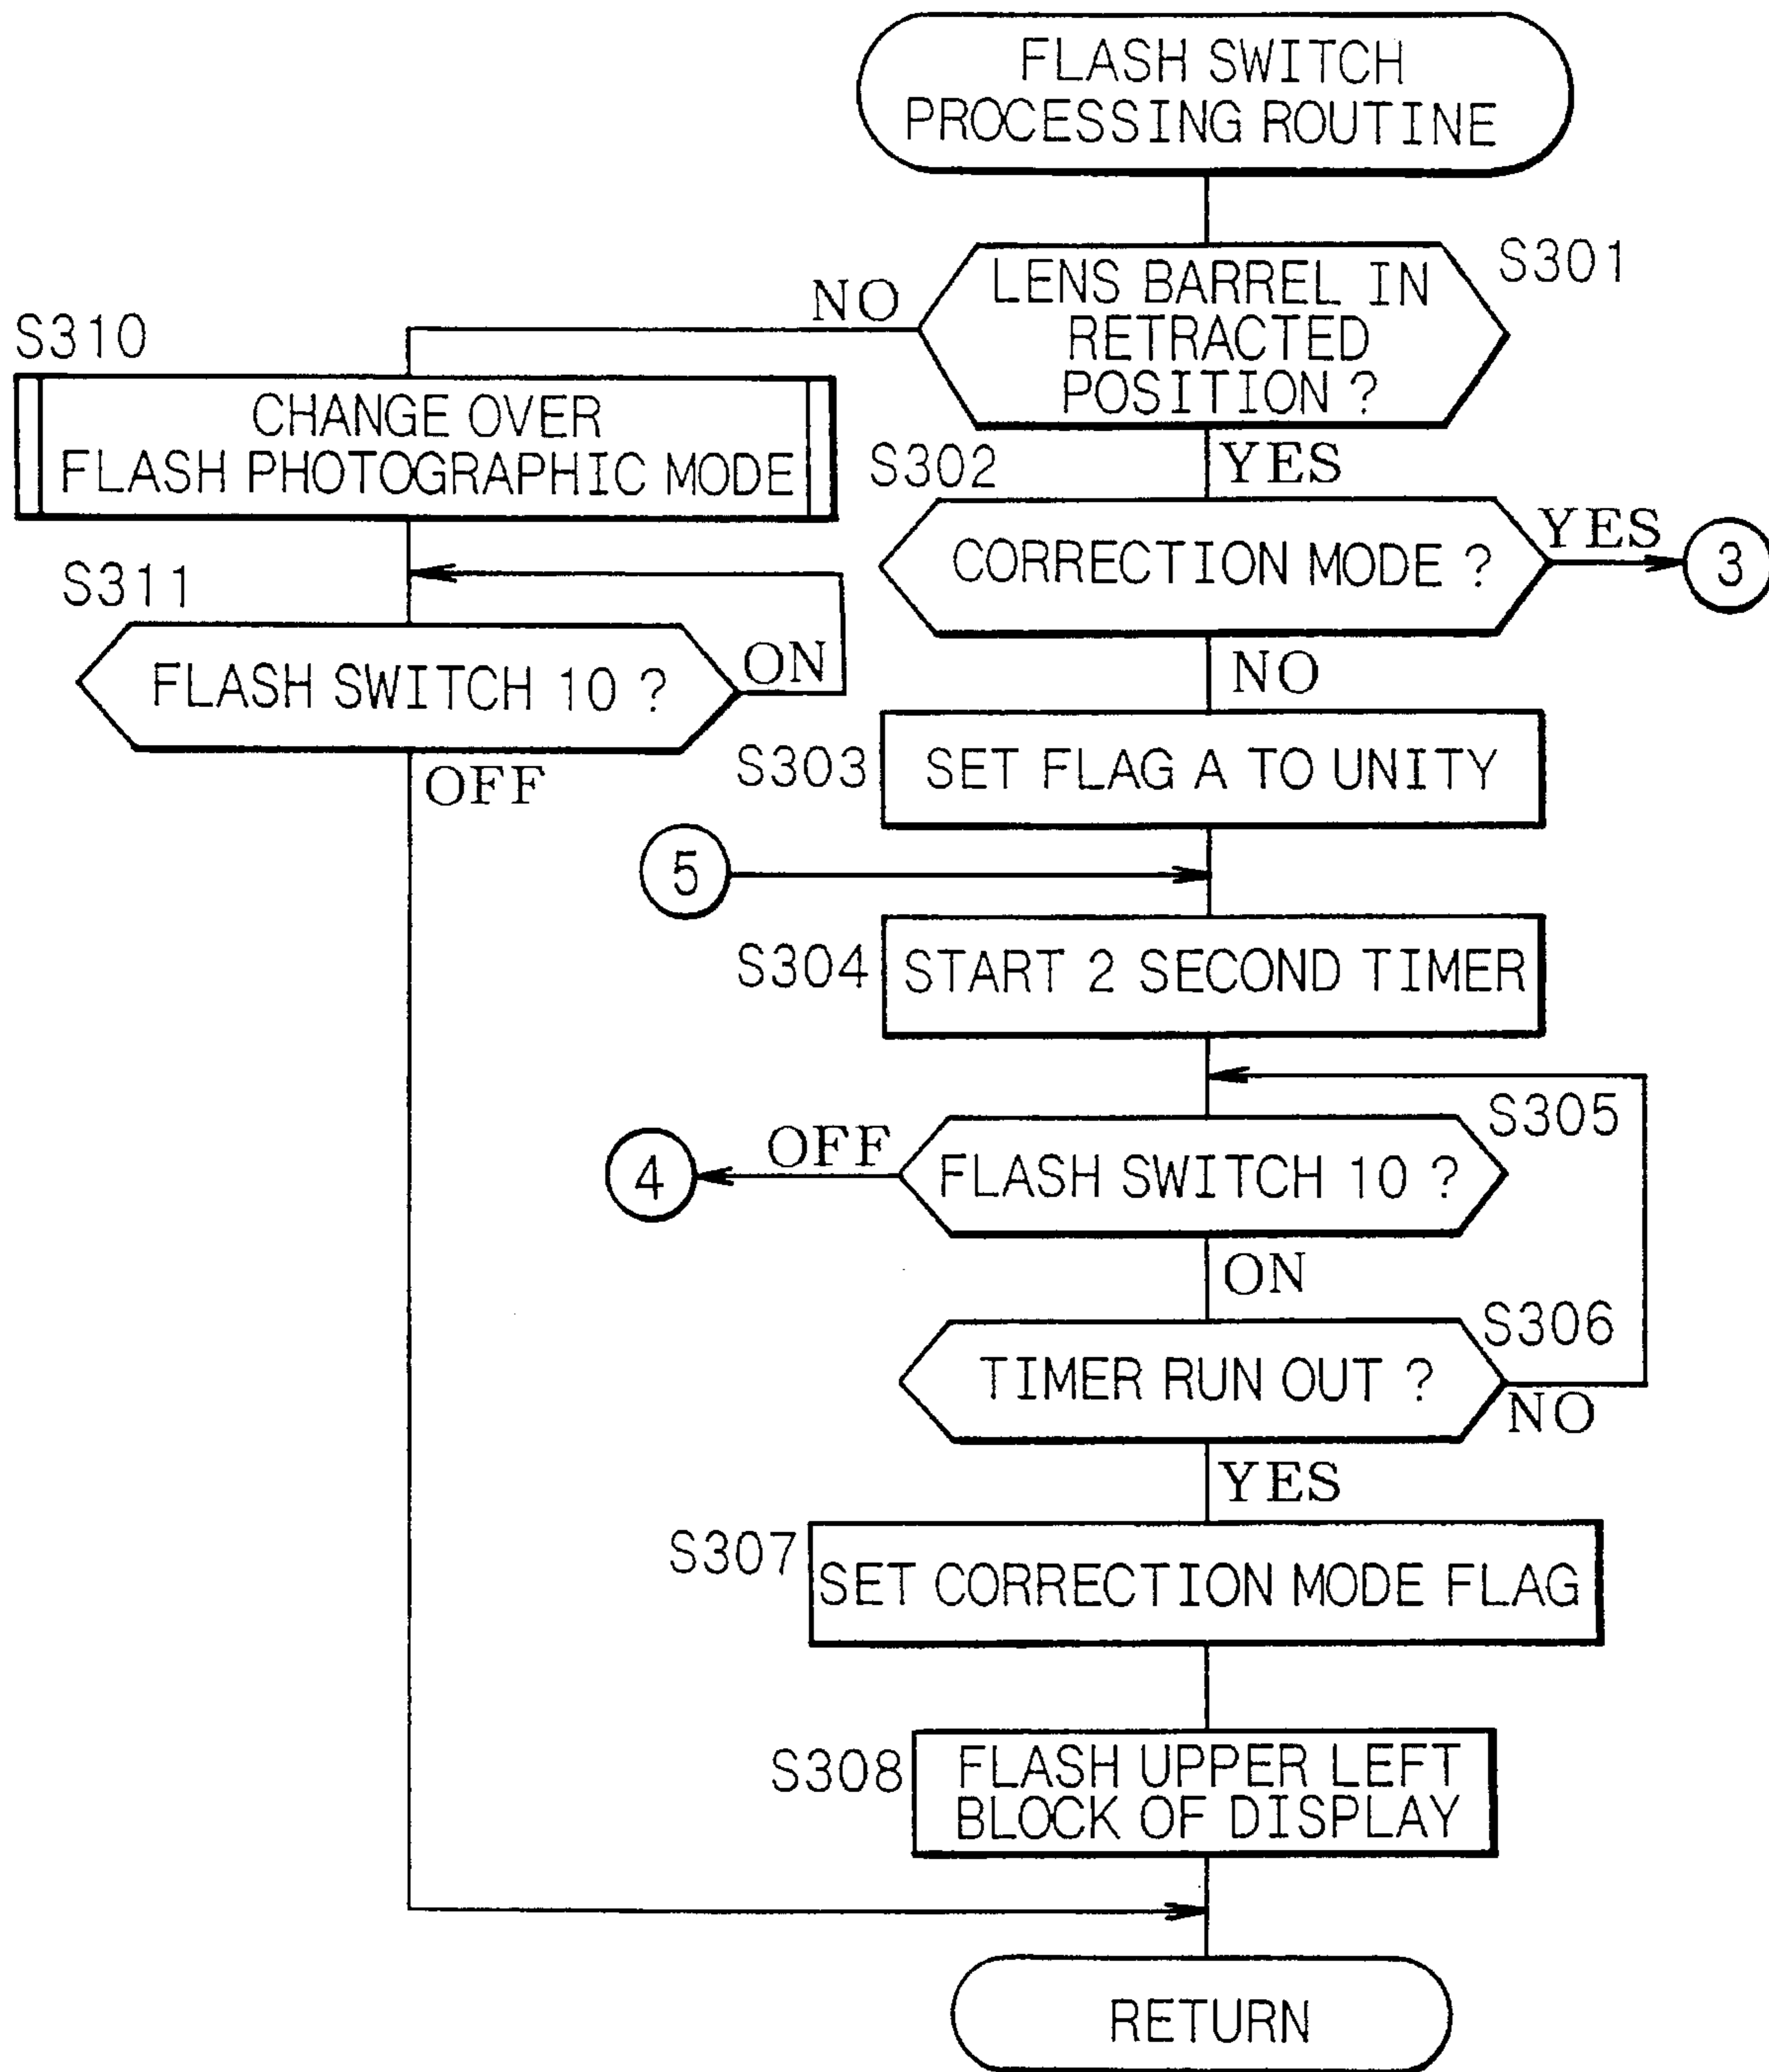 FLASH SWITCH
PROCESSING ROUTINE
S301
LENS BARREL IN
RETRACTED
POSITION ?
NO
YES
S310
CHANGE OVER
FLASH PHOTOGRAPHIC MODE
S302
CORRECTION MODE ?
YES
3
NO
S311
FLASH SWITCH 10 ?
ON
OFF
S303
SET FLAG A TO UNITY
5
S304
START 2 SECOND TIMER
S305
FLASH SWITCH 10 ?
OFF
4
ON
S306
TIMER RUN OUT ?
NO
YES
S307
SET CORRECTION MODE FLAG
S308
FLASH UPPER LEFT
BLOCK OF DISPLAY
RETURN